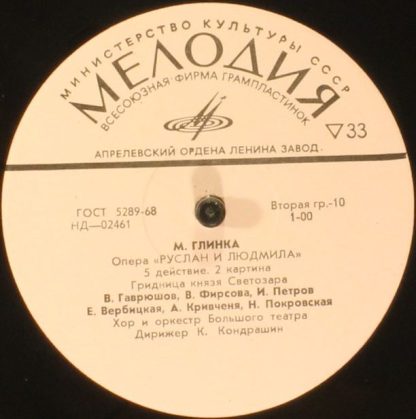 МИНИСТЕРСТВО КУЛЬТУРЫ СССР
МЕЛОДИЯ
ВСЕСОЮЗНАЯ ФИРМА ГРАМПЛАСТИНОК
▽33
АПРЕЛЕВСКИЙ ОРДЕНА ЛЕНИНА ЗАВОД
ГОСТ 5289-68
НД—02461
Вторая гр.-10
1-00
М. ГЛИНКА
Опера «РУСЛАН И ЛЮДМИЛА»
5 действие. 2 картина
Гридница князя Светозара
В. Гаврюшов, В. Фирсова, И. Петров
Е. Вербицкая, А. Кривченя, Н. Покровская
Хор и оркестр Большого театра
Дирижер К. Кондрашин